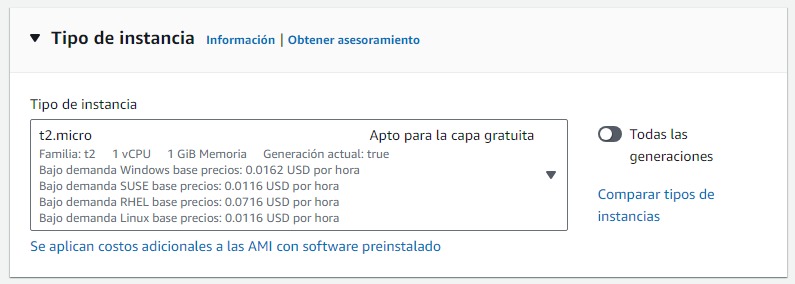 Tipo de instancia Información | Obtener asesoramiento
Tipo de instancia
t2.micro Apto para la capa gratuita
Familia: t2 1 vCPU 1 GiB Memoria Generación actual: true
Bajo demanda Windows base precios: 0.0162 USD por hora
Bajo demanda SUSE base precios: 0.0116 USD por hora
Bajo demanda RHEL base precios: 0.0716 USD por hora
Bajo demanda Linux base precios: 0.0116 USD por hora
Todas las
generaciones
Comparar tipos de
instancias
Se aplican costos adicionales a las AMI con software preinstalado